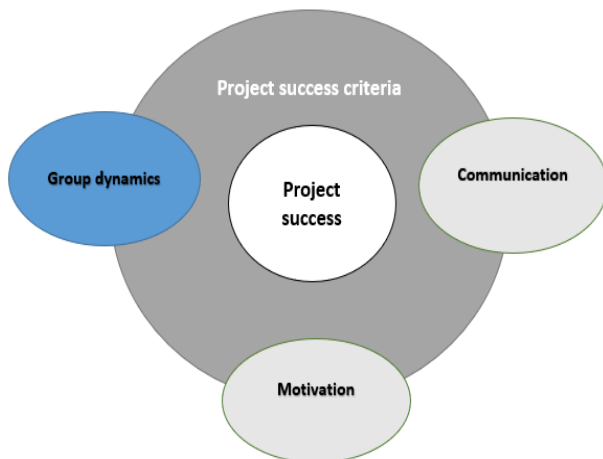 Project success criteria
Group dynamics
Communication
Project
success
Motivation